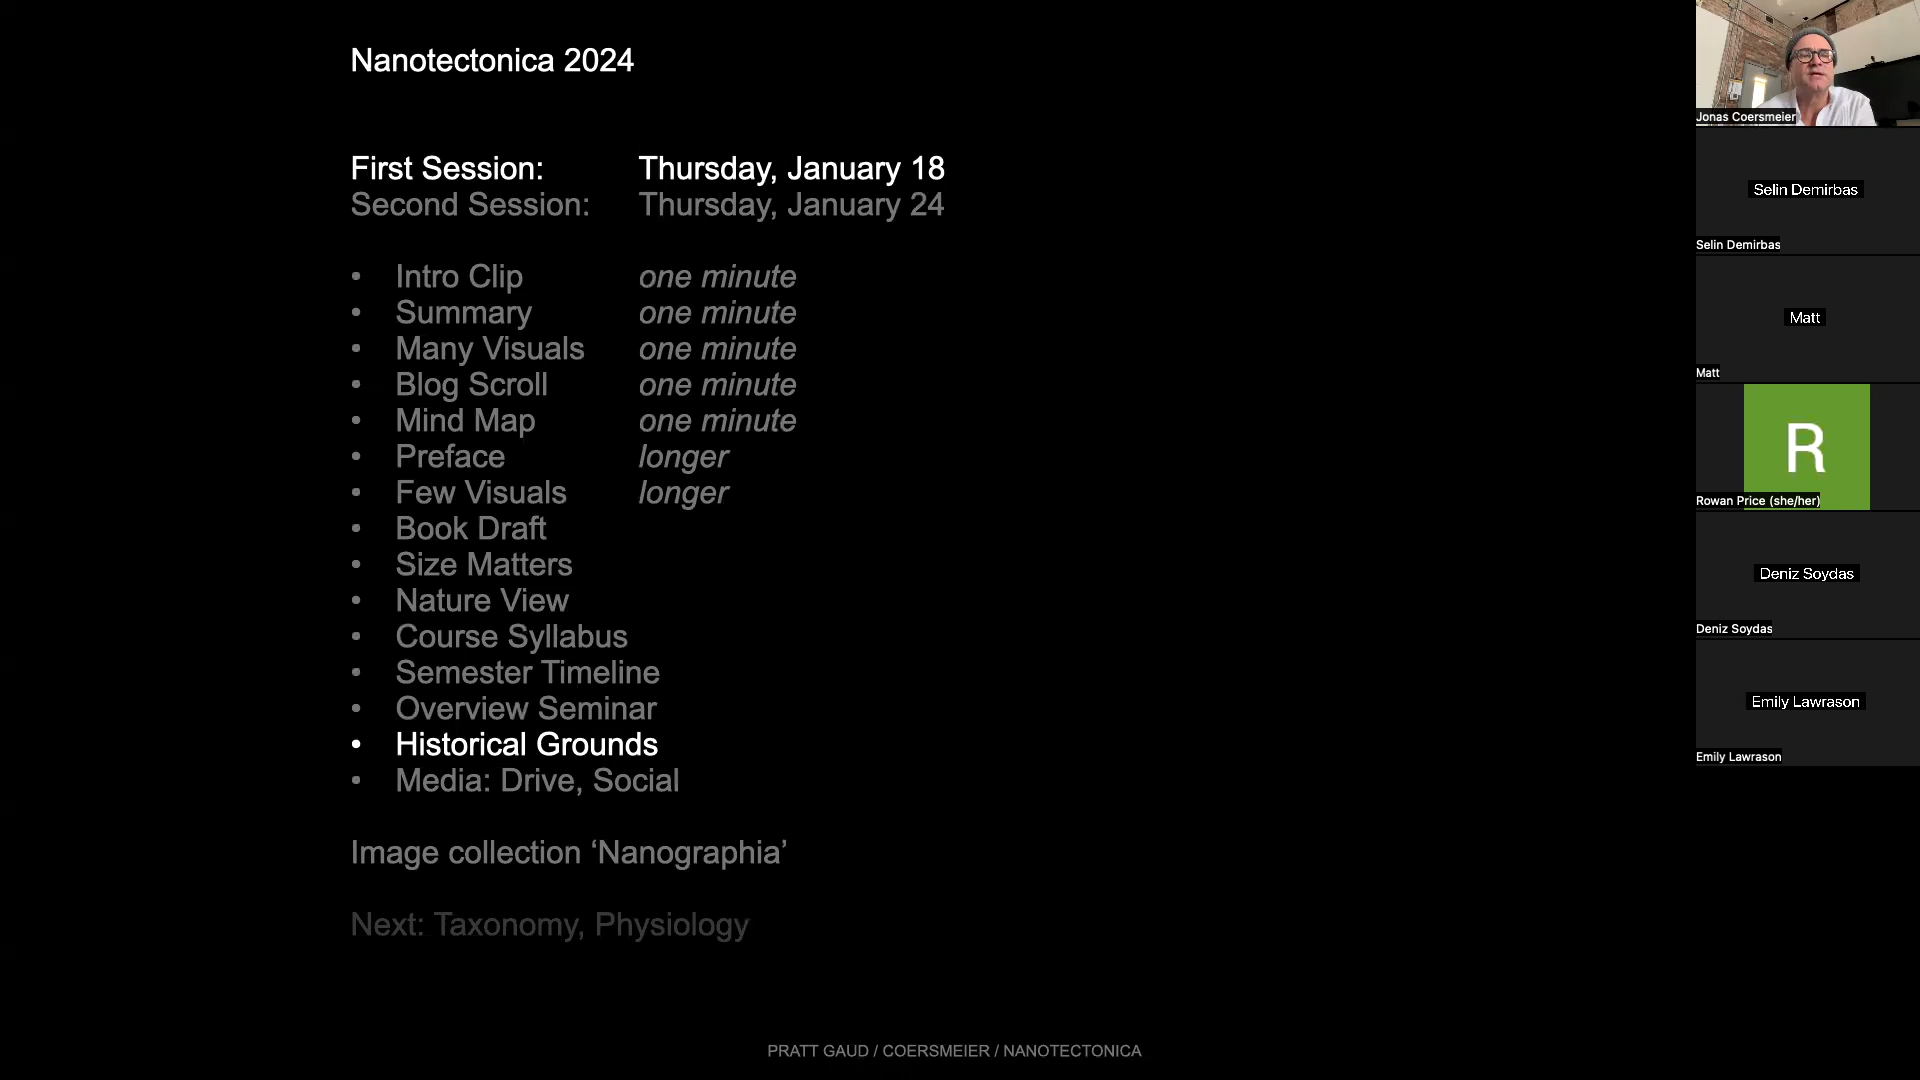 Nanotectonica 2024
First Session: Thursday, January 18
Second Session: Thursday, January 24
• Intro Clip one minute
• Summary one minute
• Many Visuals one minute
• Blog Scroll one minute
• Mind Map one minute
• Preface longer
• Few Visuals longer
• Book Draft
• Size Matters
• Nature View
• Course Syllabus
• Semester Timeline
• Overview Seminar
• Historical Grounds
• Media: Drive, Social
Image collection ‘Nanographia’
Next: Taxonomy, Physiology
PRATT GAUD / COERSMEIER / NANOTECTONICA
Jonas Coersmeier
Selin Demirbas
Selin Demirbas
Matt
Matt
R
Rowan Price (she/her)
Deniz Soydas
Deniz Soydas
Emily Lawrason
Emily Lawrason